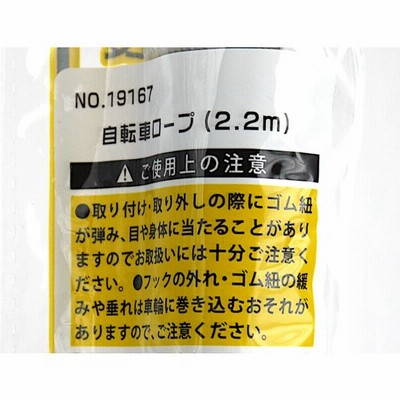 NO.19167
自転車ロープ(2.2m)
⚠ご使用上の注意
●取り付け・取り外しの際にゴム紐
が弾み、目や身体に当たることがあり
ますのでお取扱いには十分ご注意く
ださい。●フックの外れ・ゴム紐の緩
みや垂れは車輪に巻き込むおそれが
ありますので、ご注意ください。